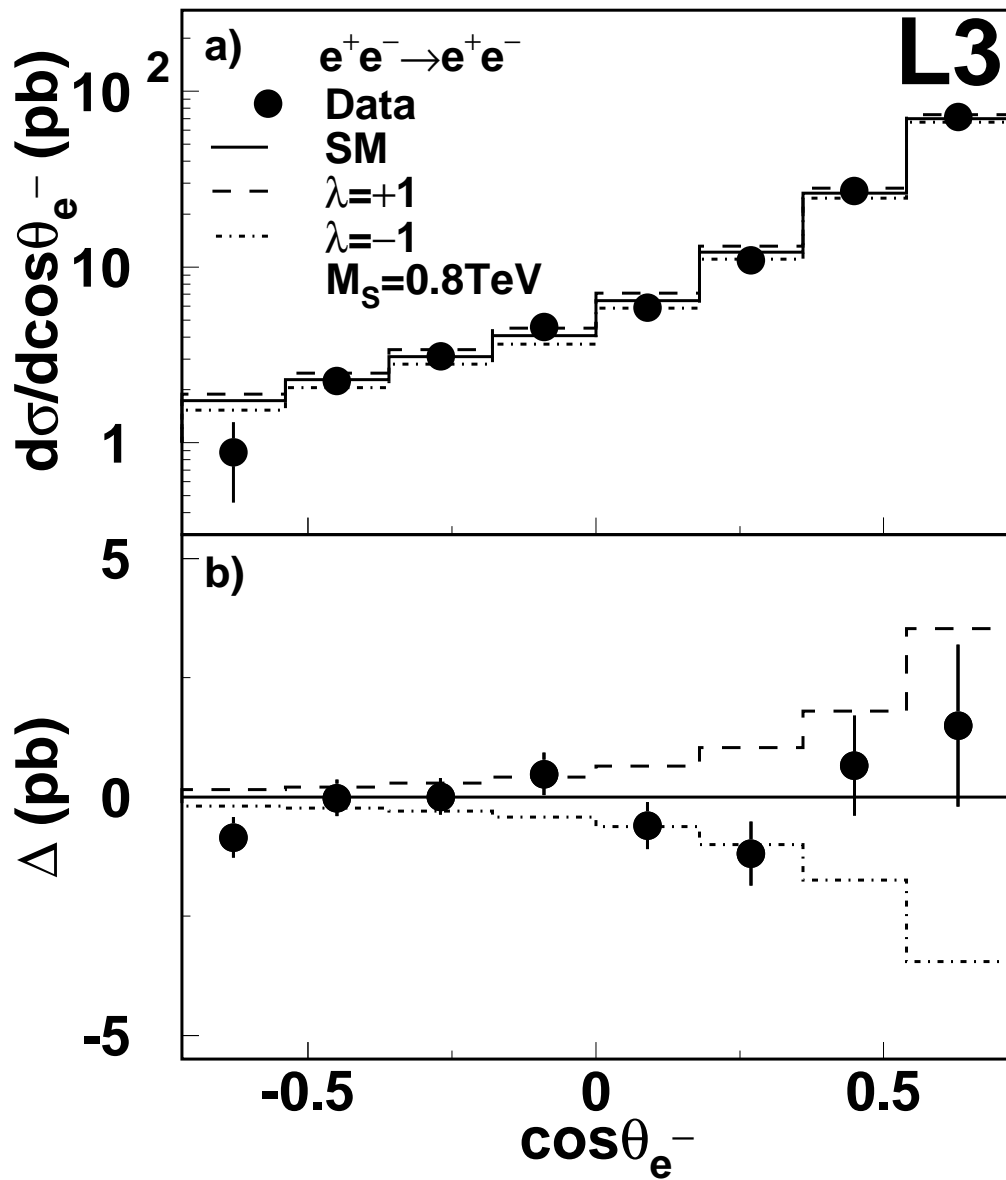 a)
e⁺e⁻→e⁺e⁻
L3
Data
SM
λ=+1
λ=−1
M_S=0.8TeV
dσ/dcosθ_e⁻ (pb)
10²
10
1
b)
Δ (pb)
5
0
-5
-0.5 0 0.5
cosθ_e⁻